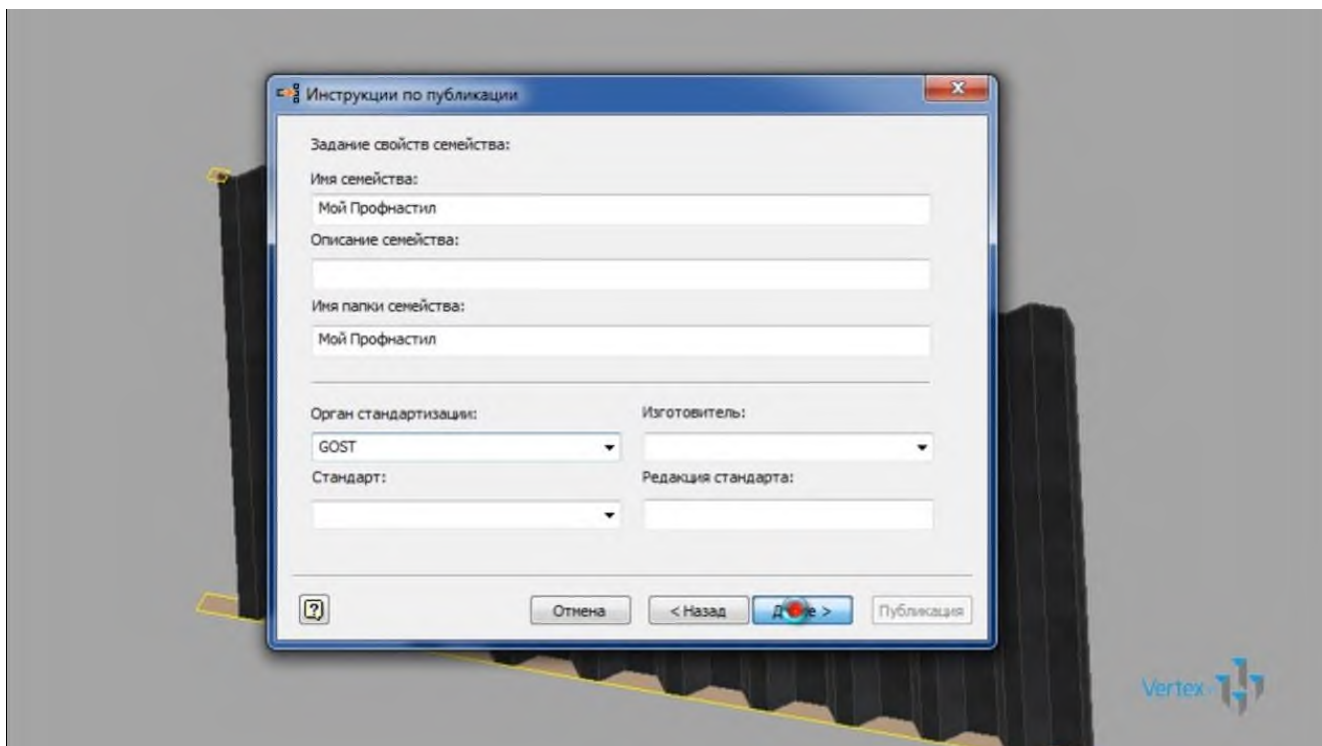 Инструкции по публикации
Задание свойств семейства:
Имя семейства:
Мой Профнастил
Описание семейства:
Имя папки семейства:
Мой Профнастил
Орган стандартизации: Изготовитель:
GOST
Стандарт: Редакция стандарта:
Отмена < Назад > Публикация
Vertex